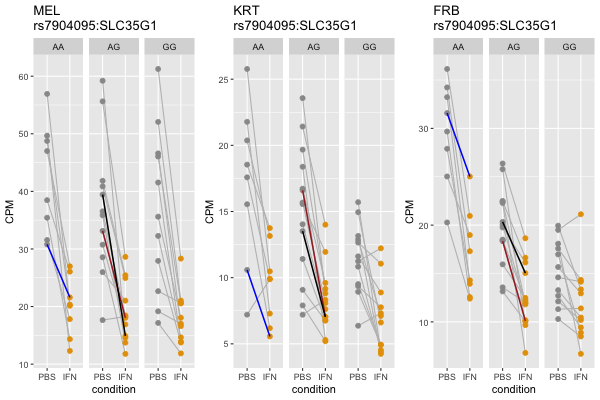 MEL
rs7904095:SLC35G1
AA AG GG
60
50
40
30
20
10
CPM
PBS IFN PBS IFN PBS IFN
condition
KRT
rs7904095:SLC35G1
AA AG GG
25
20
15
10
5
CPM
PBS IFN PBS IFN PBS IFN
condition
FRB
rs7904095:SLC35G1
AA AG GG
30
20
10
CPM
PBS IFN PBS IFN PBS IFN
condition